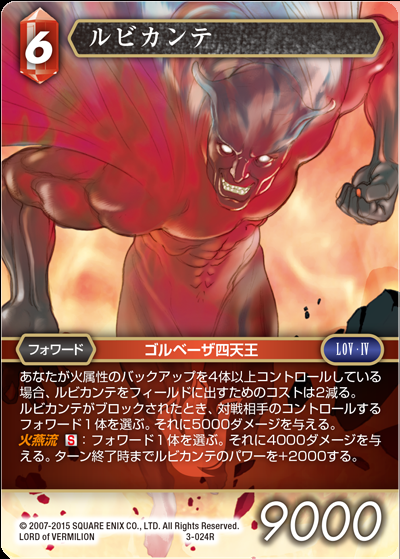 6
ルビカンテ
フォワード
ゴルベーザ四天王
LOV・IV
あなたが火属性のバックアップを4体以上コントロールしている
場合、ルビカンテをフィールドに出すためのコストは2減る。
ルビカンテがブロックされたとき、対戦相手のコントロールする
フォワード1体を選ぶ。それに5000ダメージを与える。
火燕流 S：フォワード1体を選ぶ。それに4000ダメージを与
える。ターン終了時までルビカンテのパワーを+2000する。
© 2007-2015 SQUARE ENIX CO., LTD. All Rights Reserved.
LORD of VERMILION
3-024R
9000